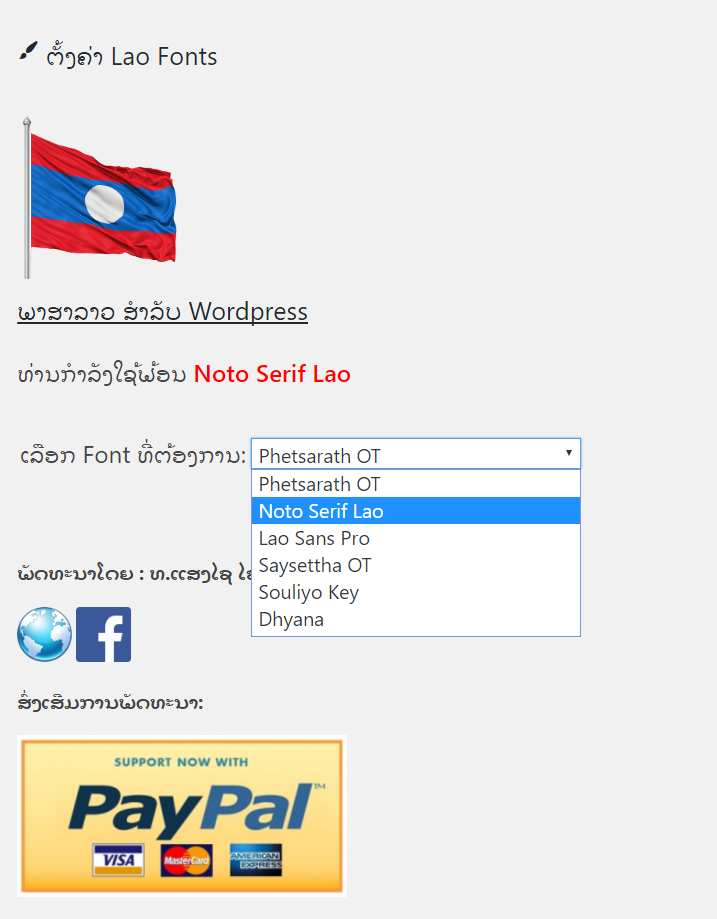 ຕັ້ງຄ່າ Lao Fonts
ພາສາລາວ ສຳລັບ Wordpress
ທ່ານກຳລັງໃຊ້ຟ້ອນ Noto Serif Lao
ເລືອກ Font ທີ່ຕ້ອງການ: Phetsarath OT
Phetsarath OT
Noto Serif Lao
Lao Sans Pro
Saysettha OT
Souliyo Key
Dhyana
ພັດທະນາໂດຍ : ທ.ແສງໄຊ
ສົ່ງເສີມການພັດທະນາ:
SUPPORT NOW WITH
PayPal™
VISA MasterCard AMERICAN EXPRESS